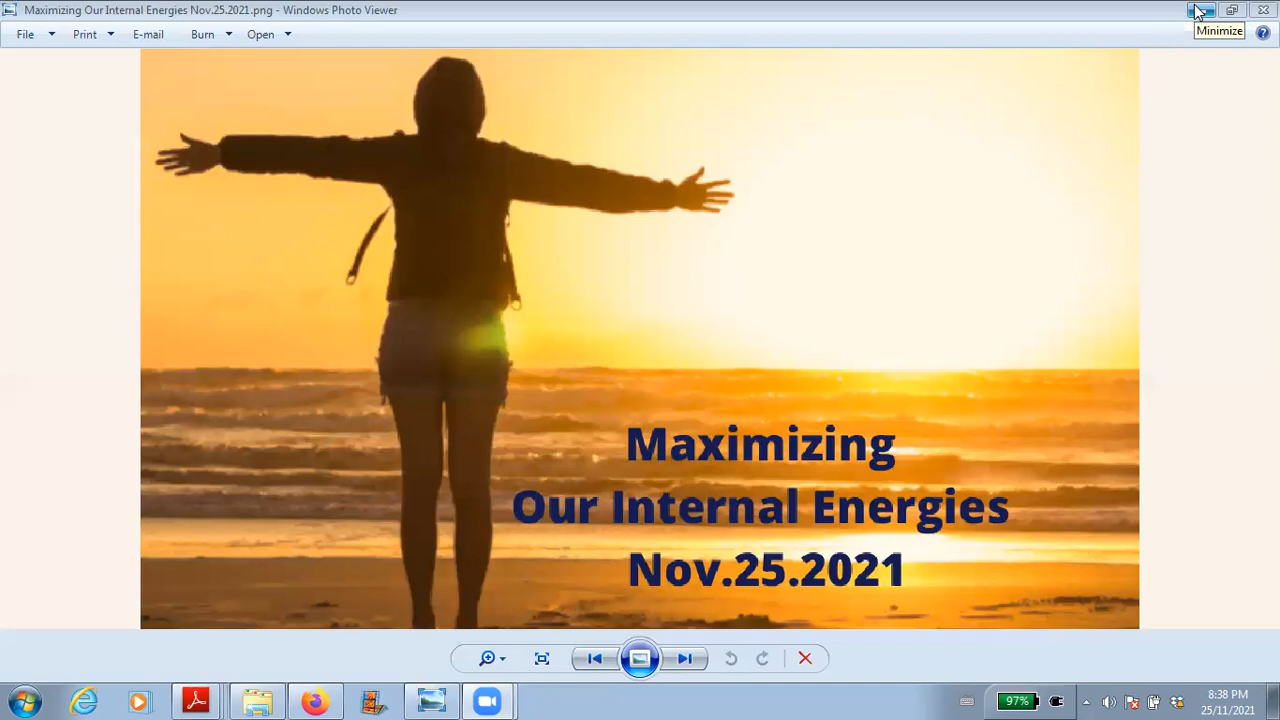 Maximizing Our Internal Energies Nov.25.2021.png - Windows Photo Viewer
Minimize
File Print E-mail Burn Open
Maximizing
Our Internal Energies
Nov.25.2021
97%
8:38 PM
25/11/2021